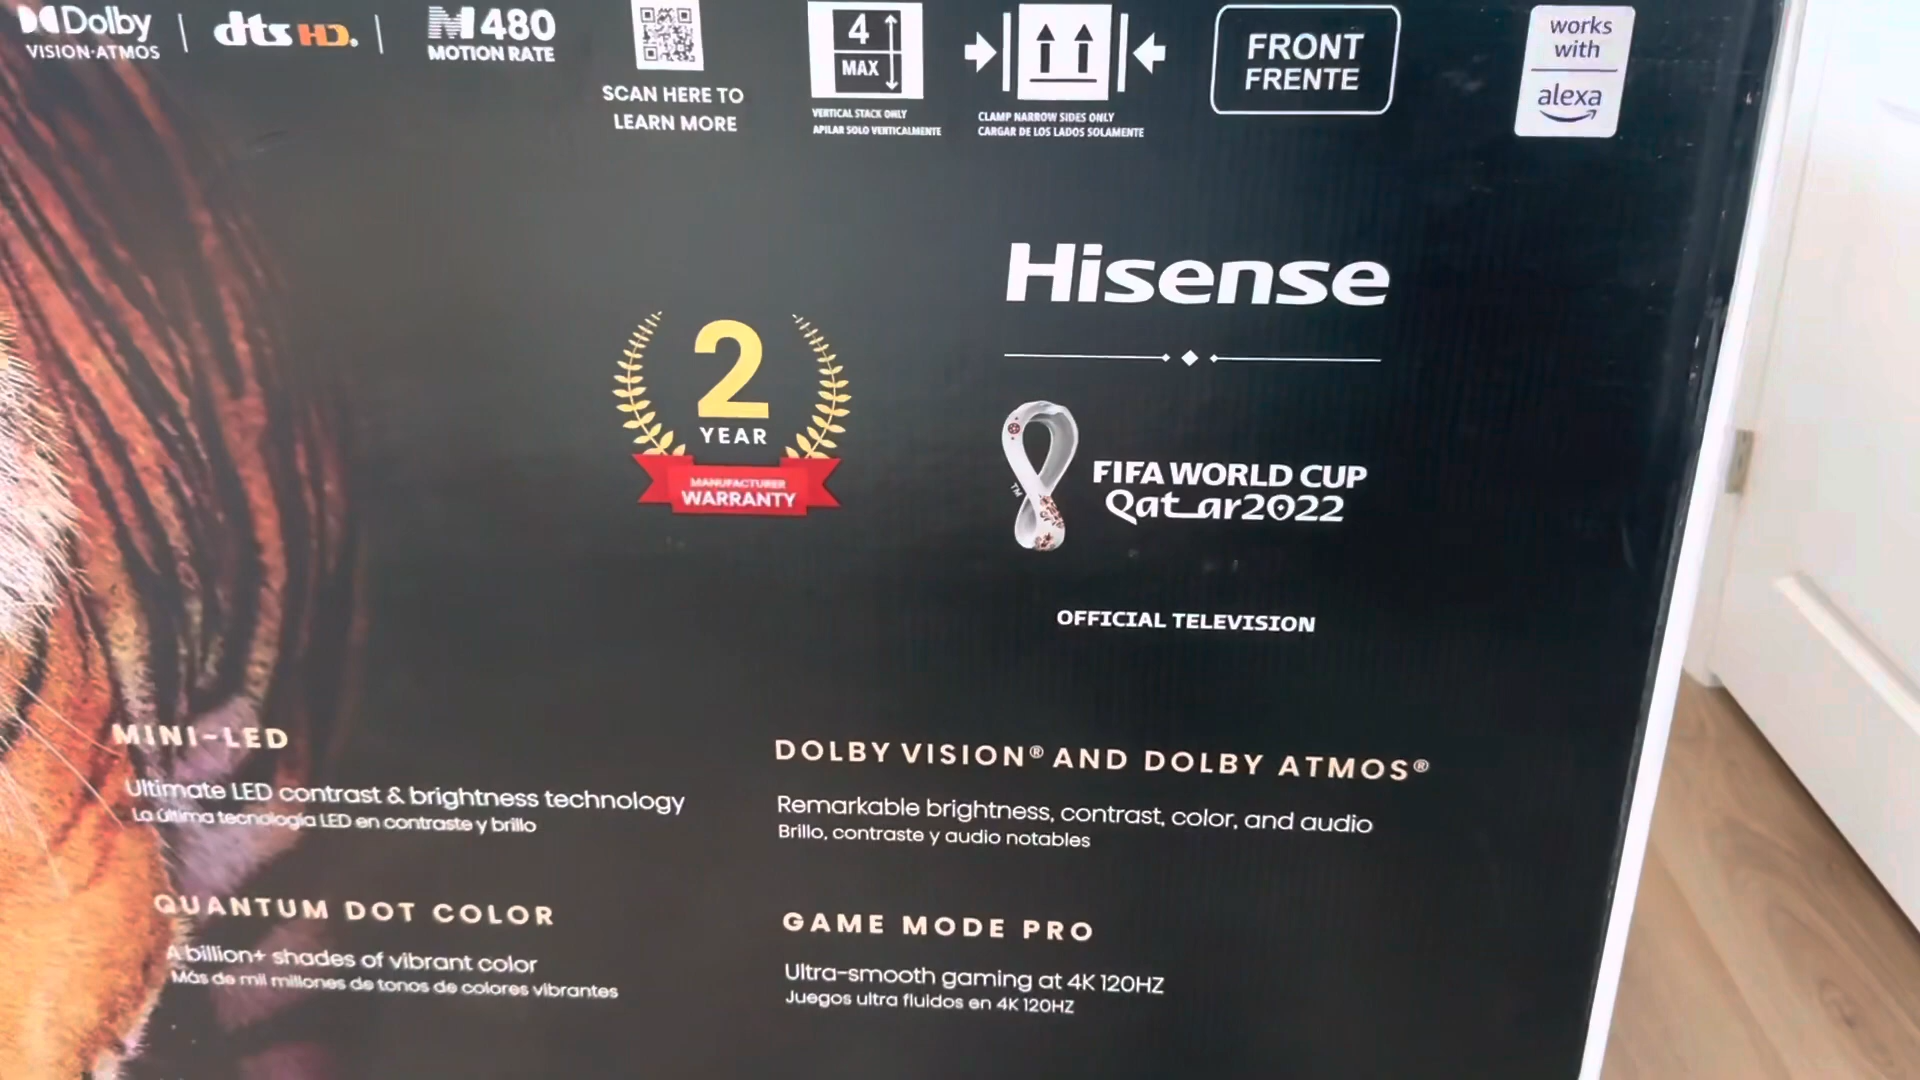 Dolby
VISION·ATMOS
dts HD.
M 480
MOTION RATE
SCAN HERE TO
LEARN MORE
4
MAX
VERTICAL STACK ONLY
APILAR SOLO VERTICALMENTE
CLAMP NARROW SIDES ONLY
CARGAR DE LOS LADOS SOLAMENTE
FRONT
FRENTE
works
with
alexa
Hisense
2
YEAR
MANUFACTURER
WARRANTY
TM
FIFA WORLD CUP
Qatar2022
OFFICIAL TELEVISION
MINI-LED
Ultimate LED contrast & brightness technology
La última tecnología LED en contraste y brillo
DOLBY VISION® AND DOLBY ATMOS®
Remarkable brightness, contrast, color, and audio
Brillo, contraste y audio notables
QUANTUM DOT COLOR
A billion+ shades of vibrant color
Más de mil millones de tonos de colores vibrantes
GAME MODE PRO
Ultra-smooth gaming at 4K 120HZ
Juegos ultra fluidos en 4K 120HZ